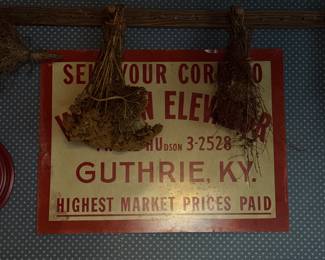 SELL YOUR CORN TO
ELEVATOR
HUDSON 3-2528
GUTHRIE, KY.
HIGHEST MARKET PRICES PAID